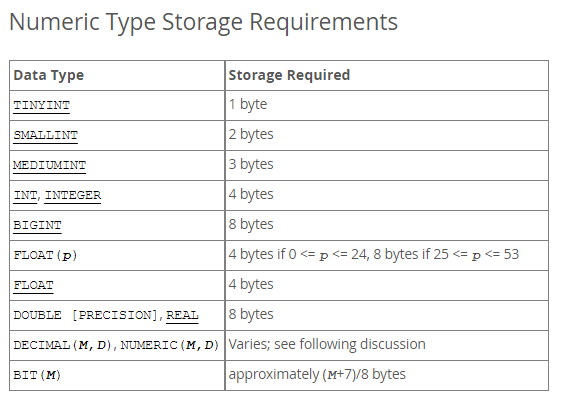 Numeric Type Storage Requirements
Data Type Storage Required
TINYINT 1 byte
SMALLINT 2 bytes
MEDIUMINT 3 bytes
INT, INTEGER 4 bytes
BIGINT 8 bytes
FLOAT(p) 4 bytes if 0 <= p <= 24, 8 bytes if 25 <= p <= 53
FLOAT 4 bytes
DOUBLE [PRECISION], REAL 8 bytes
DECIMAL(M,D), NUMERIC(M,D) Varies; see following discussion
BIT(M) approximately (M+7)/8 bytes